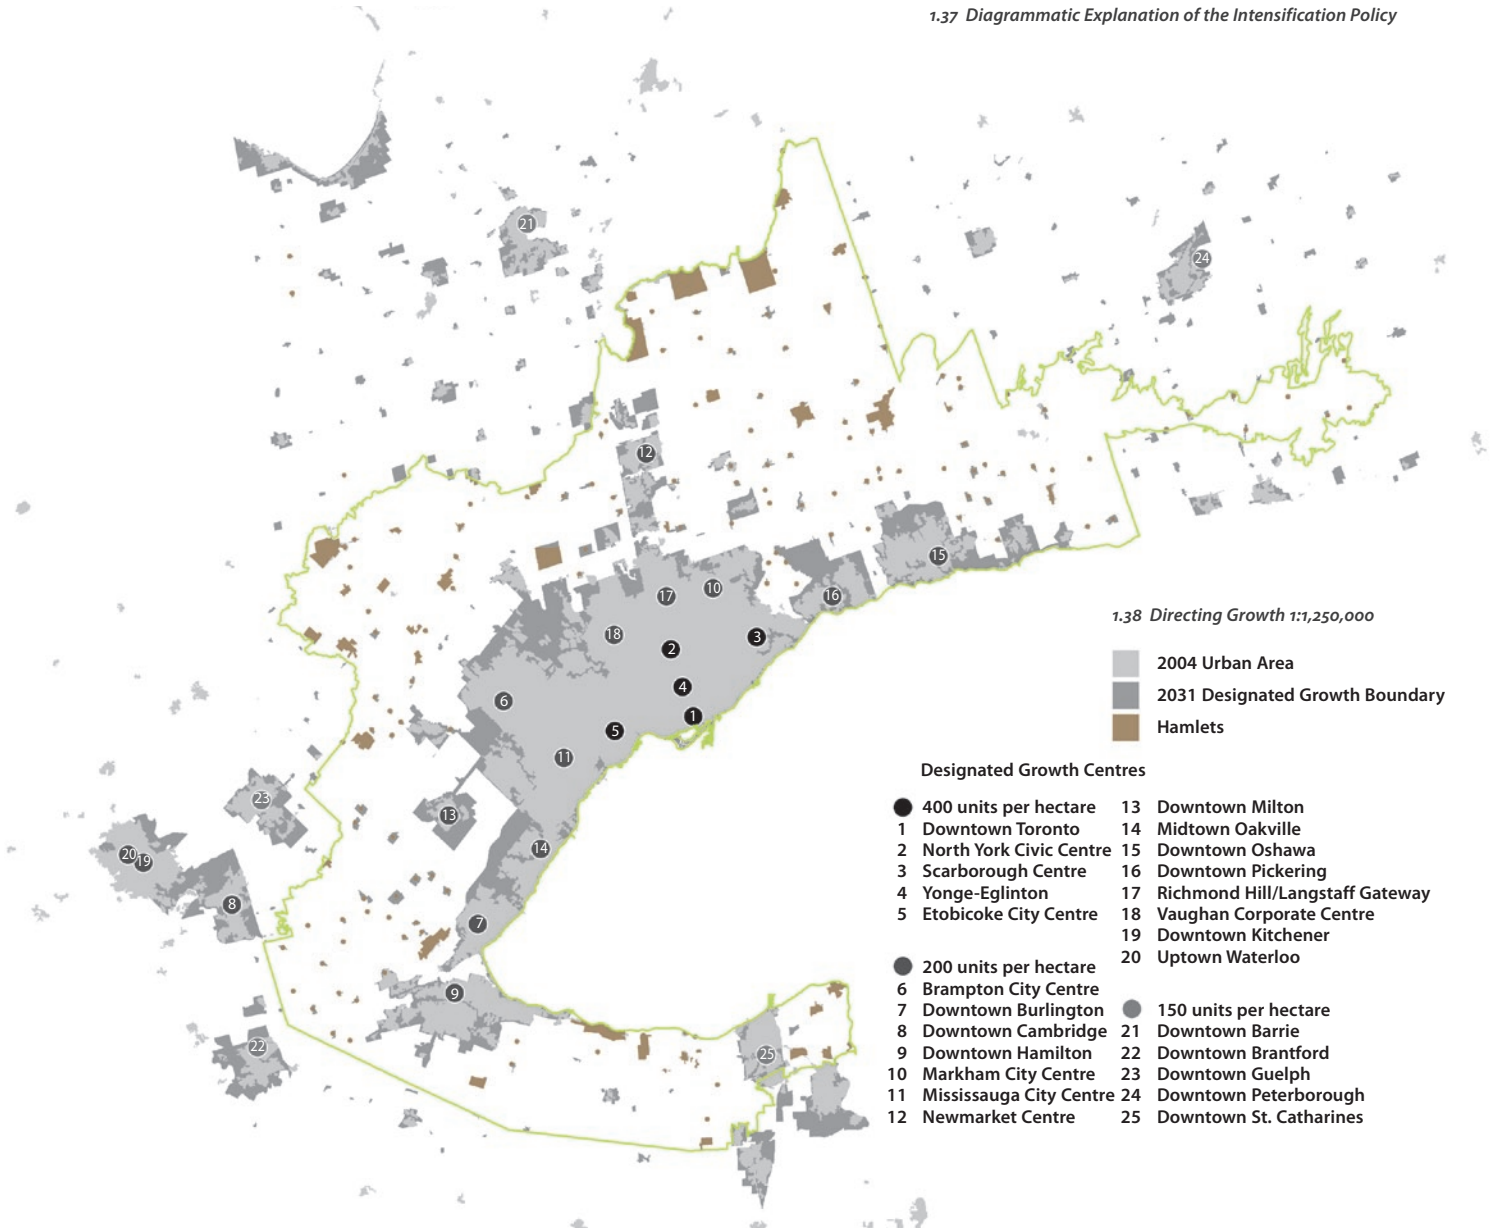 1.37 Diagrammatic Explanation of the Intensification Policy
21
24
12
15
17
10
16
18
3
2
4
6
1
5
11
13
23
14
20
19
8
7
9
22
25
1.38 Directing Growth 1:1,250,000
2004 Urban Area
2031 Designated Growth Boundary
Hamlets
Designated Growth Centres
400 units per hectare
1 Downtown Toronto
2 North York Civic Centre
3 Scarborough Centre
4 Yonge-Eglinton
5 Etobicoke City Centre
200 units per hectare
6 Brampton City Centre
7 Downtown Burlington
8 Downtown Cambridge
9 Downtown Hamilton
10 Markham City Centre
11 Mississauga City Centre
12 Newmarket Centre
13 Downtown Milton
14 Midtown Oakville
15 Downtown Oshawa
16 Downtown Pickering
17 Richmond Hill/Langstaff Gateway
18 Vaughan Corporate Centre
19 Downtown Kitchener
20 Uptown Waterloo
150 units per hectare
21 Downtown Barrie
22 Downtown Brantford
23 Downtown Guelph
24 Downtown Peterborough
25 Downtown St. Catharines